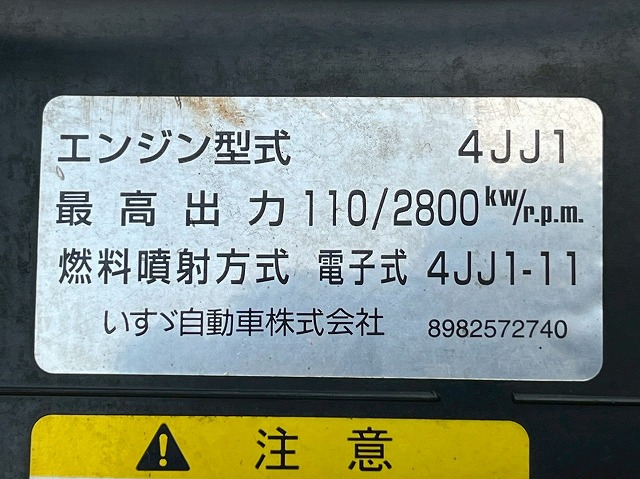 エンジン型式 4JJ1
最高出力 110/2800 kw/r.p.m.
燃料噴射方式 電子式 4JJ1-11
いすゞ自動車株式会社 8982572740
注意